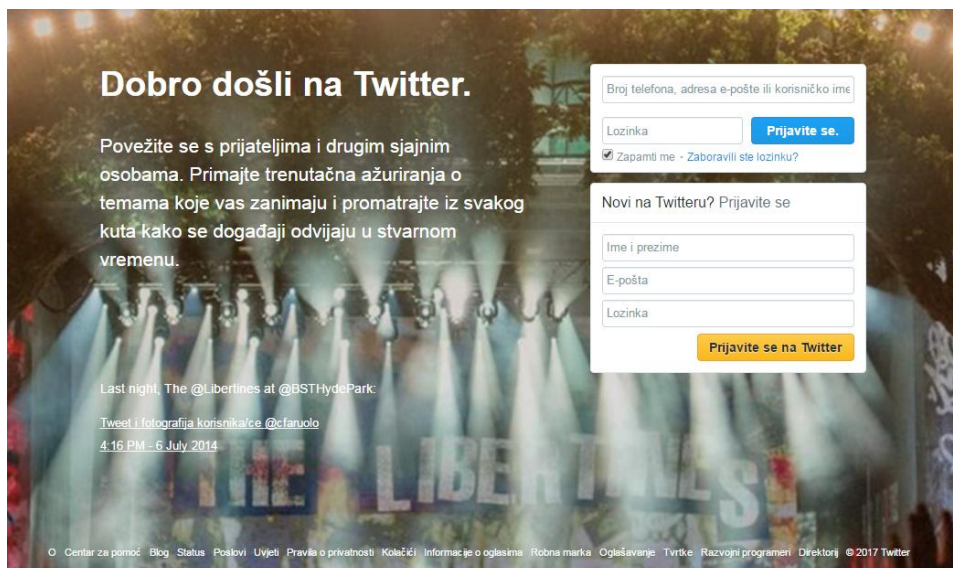 Dobro došli na Twitter.
Povežite se s prijateljima i drugim sjajnim
osobama. Primajte trenutačna ažuriranja o
temama koje vas zanimaju i promatrajte iz svakog
kuta kako se događaji odvijaju u stvarnom
vremenu.
Last night, The @Libertines at @BSTHydePark:
Tweet i fotografija korisnika/ce @cfaruolo
4:16 PM - 6 July 2014
THE LIBERTINES
Broj telefona, adresa e-pošte ili korisničko ime
Lozinka
Prijavite se.
Zapamti me - Zaboravili ste lozinku?
Novi na Twitteru? Prijavite se
Ime i prezime
E-pošta
Lozinka
Prijavite se na Twitter
O Centar za pomoć Blog Status Poslovi Uvjeti Pravila o privatnosti Kolačići Informacije o oglasima Robna marka Oglašavanje Tvrtke Razvojni programeri Direktorij © 2017 Twitter